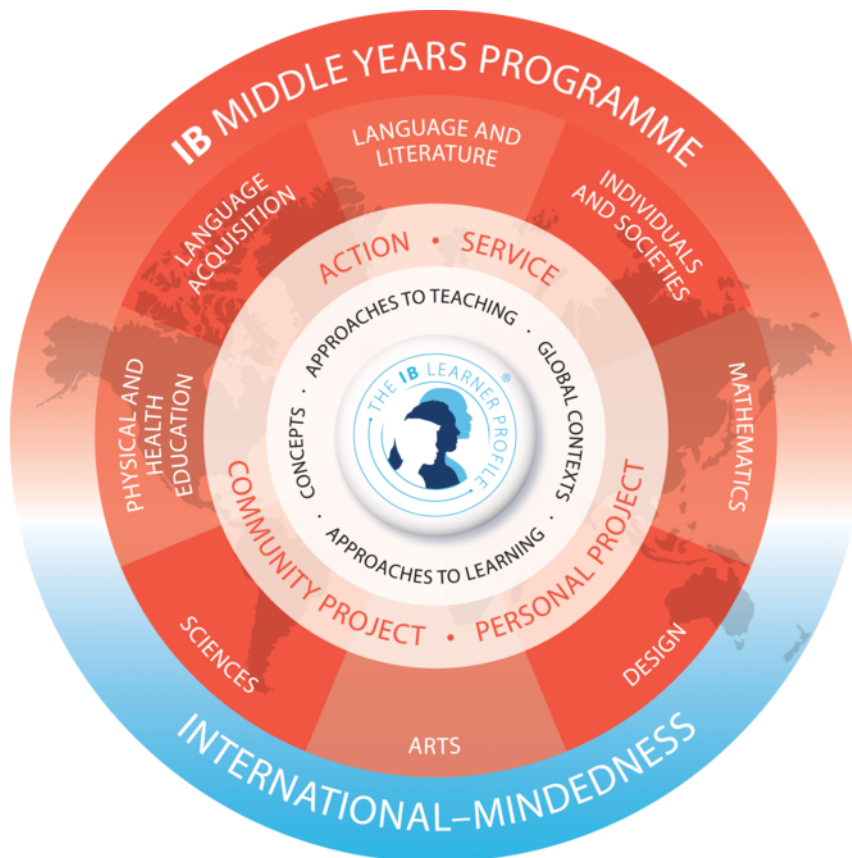 IB MIDDLE YEARS PROGRAMME
LANGUAGE AND
LITERATURE
INDIVIDUALS
AND SOCIETIES
MATHEMATICS
DESIGN
ARTS
SCIENCES
PHYSICAL AND
HEALTH
EDUCATION
LANGUAGE
ACQUISITION
ACTION • SERVICE
PERSONAL PROJECT
•
COMMUNITY PROJECT
APPROACHES TO TEACHING ·
GLOBAL CONTEXTS ·
APPROACHES TO LEARNING ·
CONCEPTS ·
THE IB LEARNER PROFILE®
INTERNATIONAL–MINDEDNESS